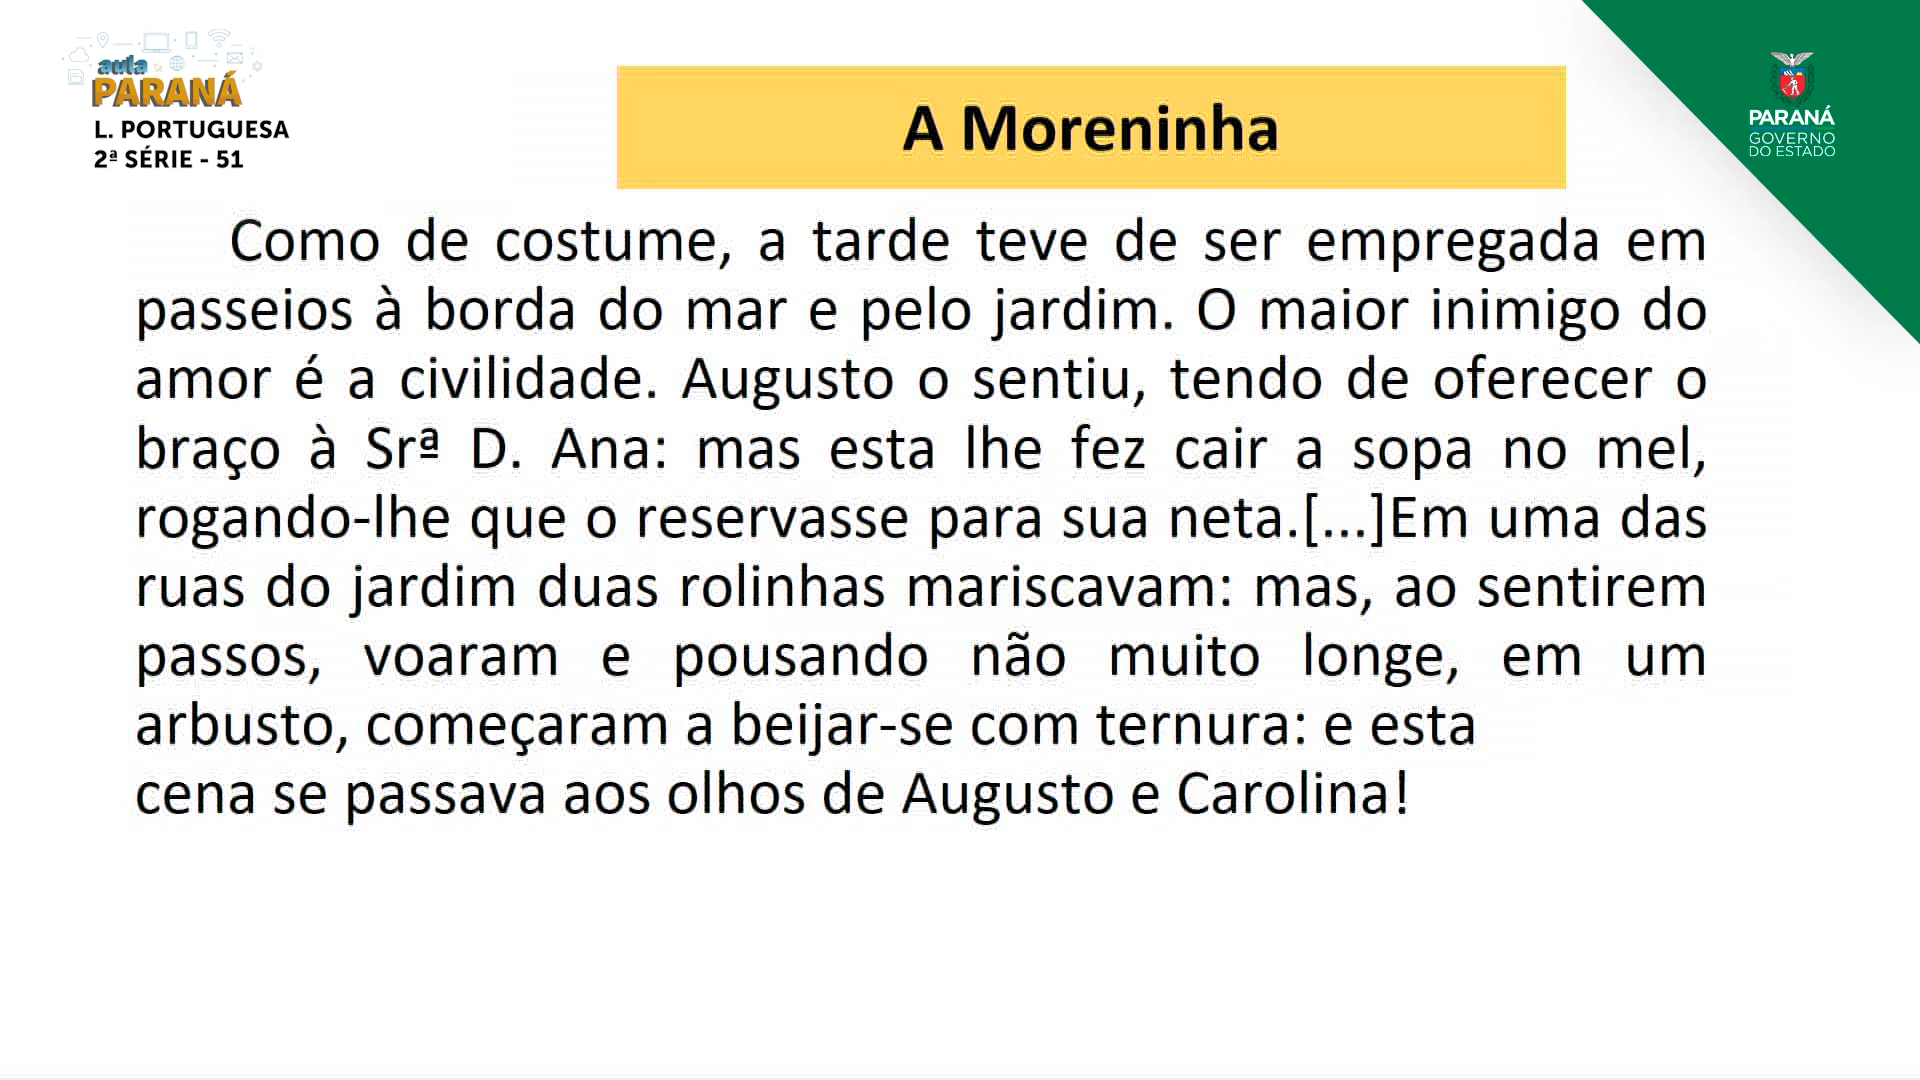 aula
PARANÁ
L. PORTUGUESA
2ª SÉRIE - 51
A Moreninha
PARANÁ
GOVERNO
DO ESTADO
Como de costume, a tarde teve de ser empregada em
passeios à borda do mar e pelo jardim. O maior inimigo do
amor é a civilidade. Augusto o sentiu, tendo de oferecer o
braço à Srª D. Ana: mas esta lhe fez cair a sopa no mel,
rogando-lhe que o reservasse para sua neta.[...]Em uma das
ruas do jardim duas rolinhas mariscavam: mas, ao sentirem
passos, voaram e pousando não muito longe, em um
arbusto, começaram a beijar-se com ternura: e esta
cena se passava aos olhos de Augusto e Carolina!